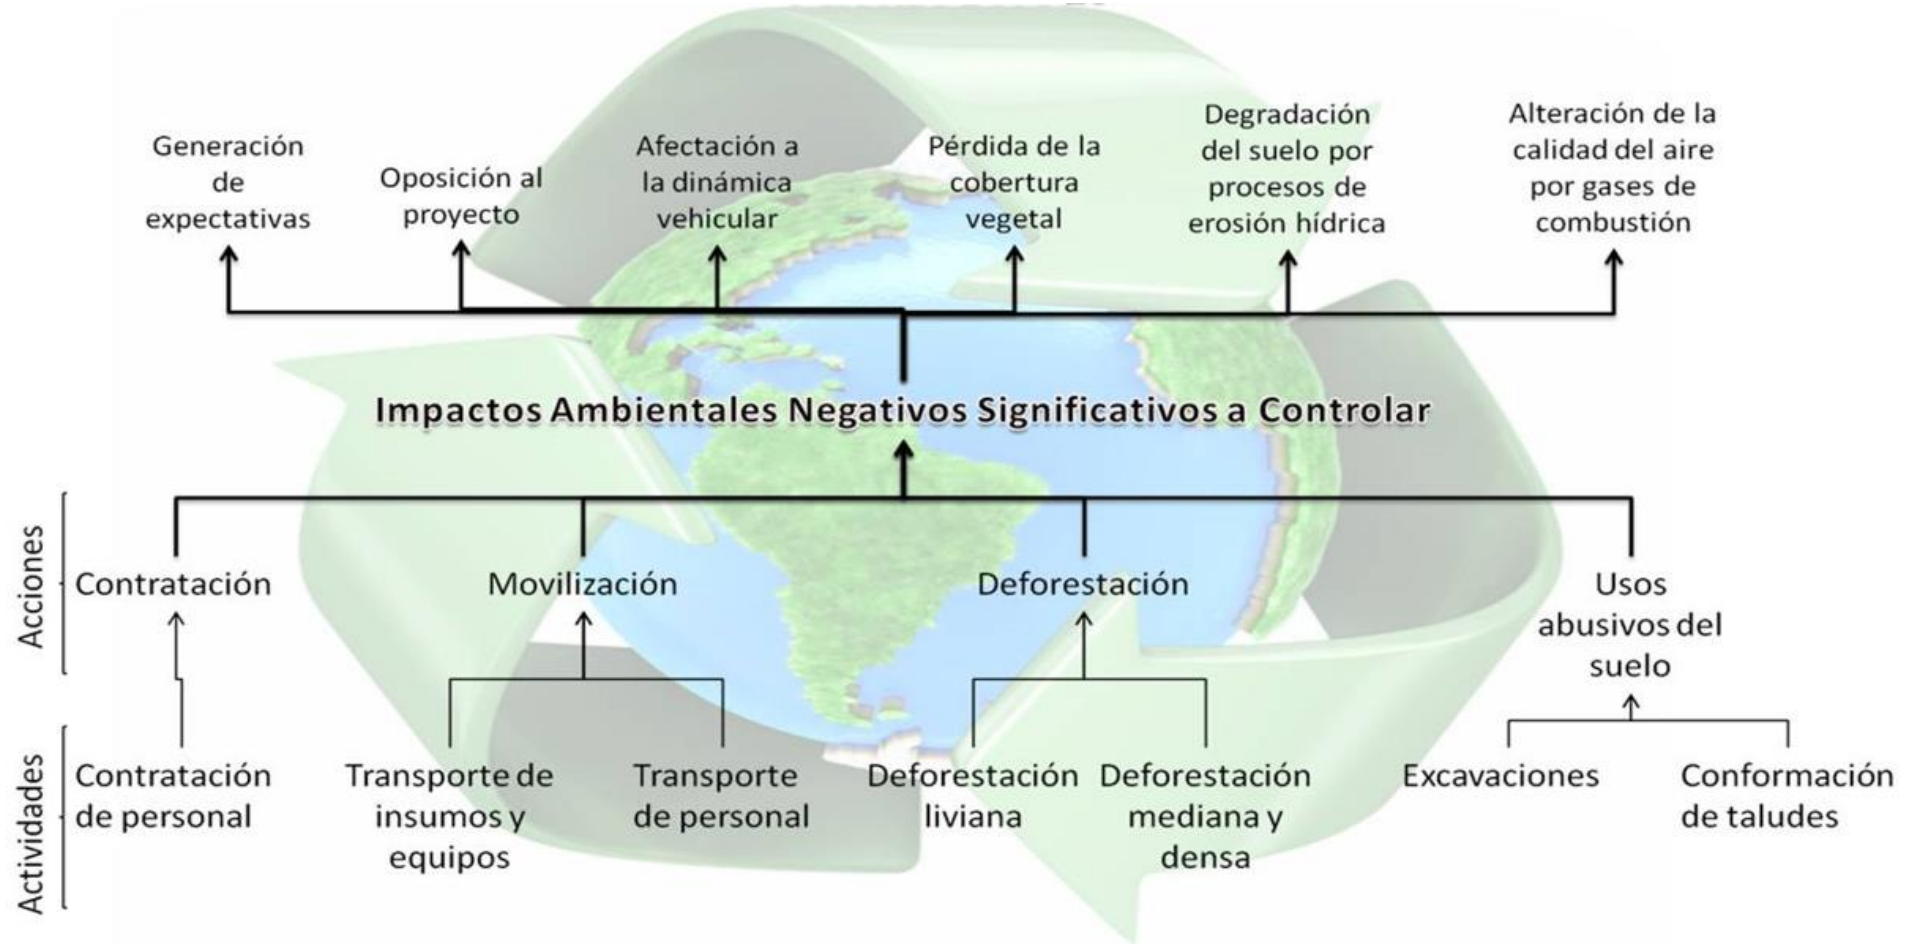 Generación
de
expectativas
Oposición al
proyecto
Afectación a
la dinámica
vehicular
Pérdida de la
cobertura
vegetal
Degradación
del suelo por
procesos de
erosión hídrica
Alteración de la
calidad del aire
por gases de
combustión
Impactos Ambientales Negativos Significativos a Controlar
Acciones
Contratación
Movilización
Deforestación
Usos
abusivos del
suelo
Actividades
Contratación
de personal
Transporte de
insumos y
equipos
Transporte
de personal
Deforestación
liviana
Deforestación
mediana y
densa
Excavaciones
Conformación
de taludes